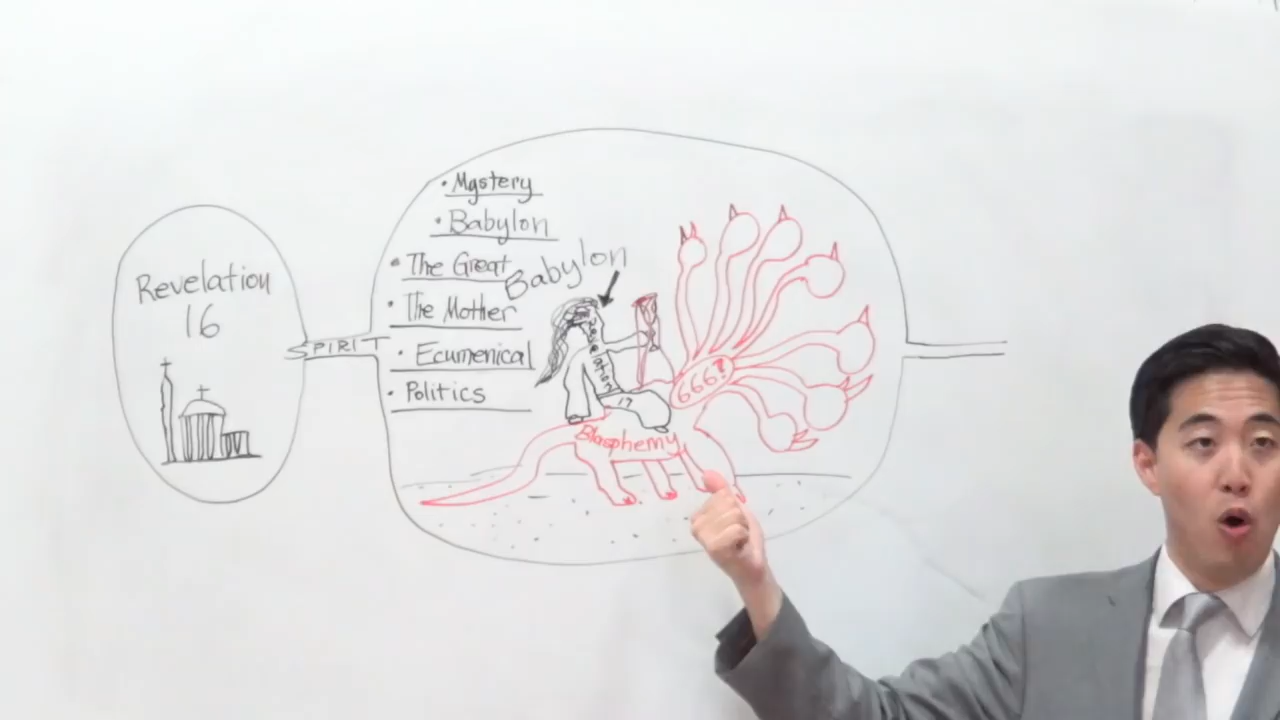 Revelation
16
SPIRIT
• Mystery
• Babylon
• The Great
• The Mother
• Ecumenical
• Politics
Babylon
Revelation
17
666?
Blasphemy